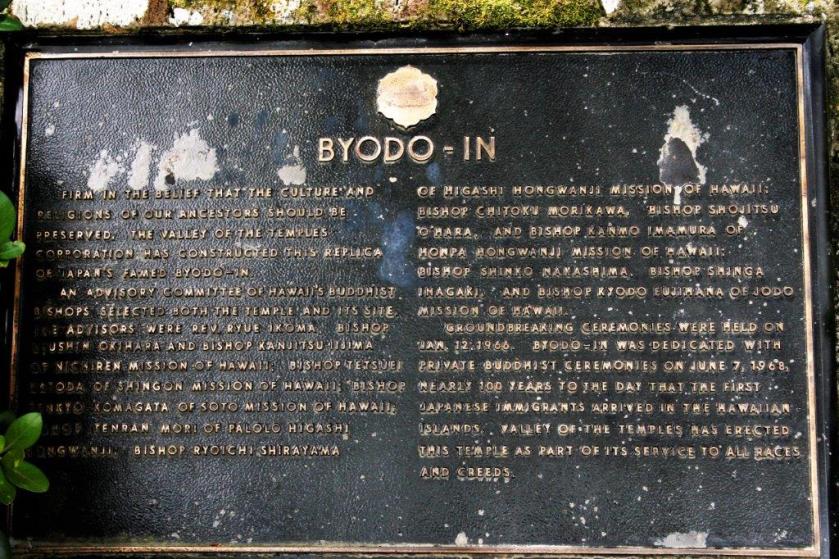 BYODO-IN
FIRM IN THE BELIEF THAT THE CULTURE AND
RELIGIONS OF OUR ANCESTORS SHOULD BE
PRESERVED, THE VALLEY OF THE TEMPLES
CORPORATION HAS CONSTRUCTED THIS REPLICA
OF JAPAN'S FAMED BYODO-IN.
AN ADVISORY COMMITTEE OF HAWAII'S BUDDHIST
BISHOPS SELECTED BOTH THE TEMPLE AND ITS SITE.
ADVISORS WERE REV. RYUE IKOMA, BISHOP
OKIHARA AND BISHOP KANJITSU IIJIMA
OF NICHIREN MISSION OF HAWAII; BISHOP TETSUEI
OF SHINGON MISSION OF HAWAII; BISHOP
ZENKYO KOMAGATA OF SOTO MISSION OF HAWAII;
TENRAN MORI OF PALOLO HIGASHI
BISHOP RYOICHI SHIRAYAMA
OF HIGASHI HONGWANJI MISSION OF HAWAII;
BISHOP CHITOKU MORIKAWA, BISHOP SHOJITSU
O'HARA, AND BISHOP KANMO IMAMURA OF
HONPA HONGWANJI MISSION OF HAWAII;
BISHOP SHINKO NAKASHIMA, BISHOP SHINGA
INAGAKI, AND BISHOP KYODO FUJIHANA OF JODO
MISSION OF HAWAII.
GROUNDBREAKING CEREMONIES WERE HELD ON
JAN. 12, 1966. BYODO-IN WAS DEDICATED WITH
PRIVATE BUDDHIST CEREMONIES ON JUNE 7, 1968,
NEARLY 100 YEARS TO THE DAY THAT THE FIRST
JAPANESE IMMIGRANTS ARRIVED IN THE HAWAIIAN
ISLANDS. VALLEY OF THE TEMPLES HAS ERECTED
THIS TEMPLE AS PART OF ITS SERVICE TO ALL RACES
AND CREEDS.